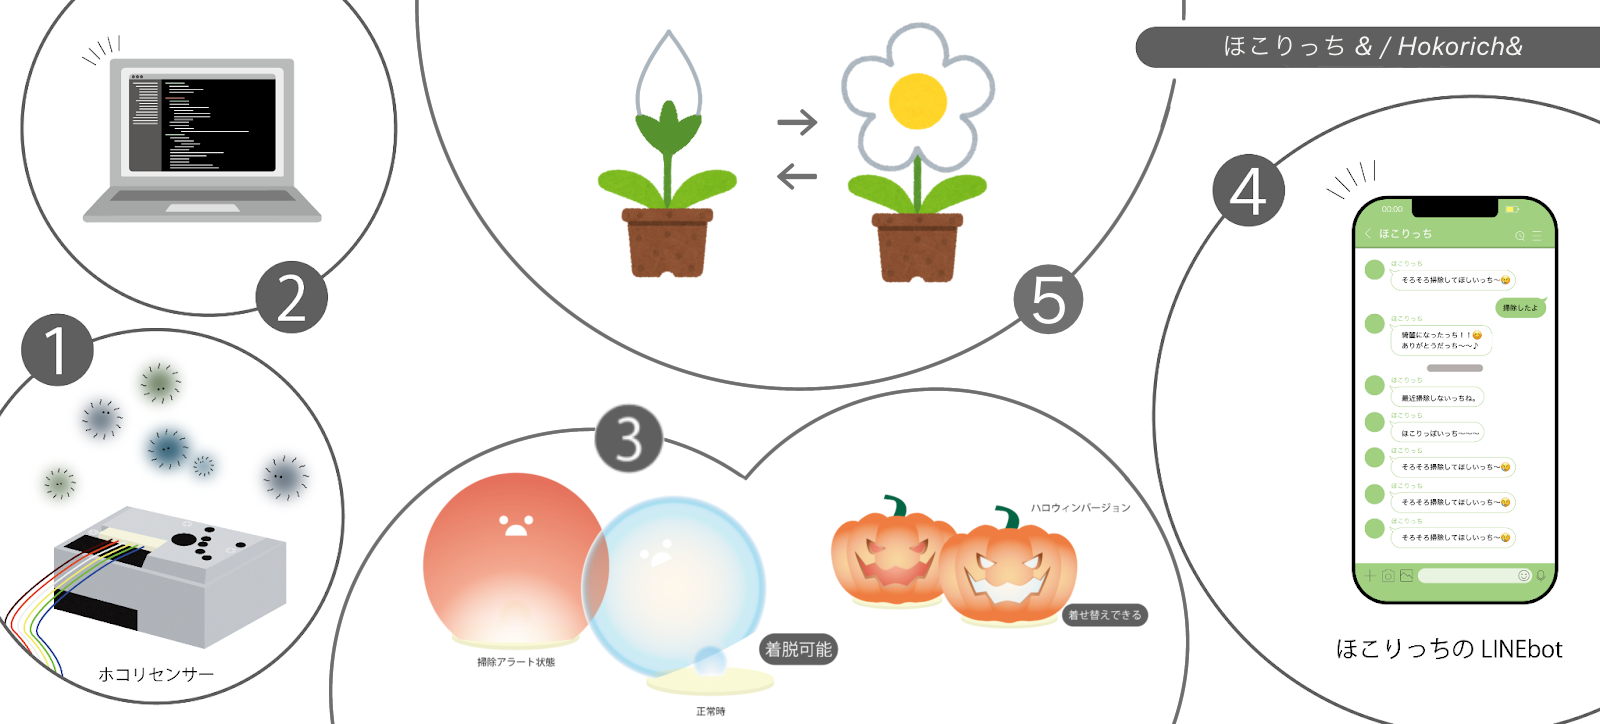 ほこりっち & / Hokorich&
1
ホコリセンサー
2
3
掃除アラート状態
着脱可能
正常時
ハロウィンバージョン
着せ替えできる
4
00:00
ほこりっち
ほこりっち
そろそろ掃除してほしいっち〜
掃除したよ
ほこりっち
綺麗になったっち！！
ありがとうだっち〜〜♪
ほこりっち
最近掃除しないっちね。
ほこりっち
ほこりっぽいっち〜〜〜
ほこりっち
そろそろ掃除してほしいっち〜
ほこりっち
そろそろ掃除してほしいっち〜
ほこりっち
そろそろ掃除してほしいっち〜
ほこりっちの LINEbot
5